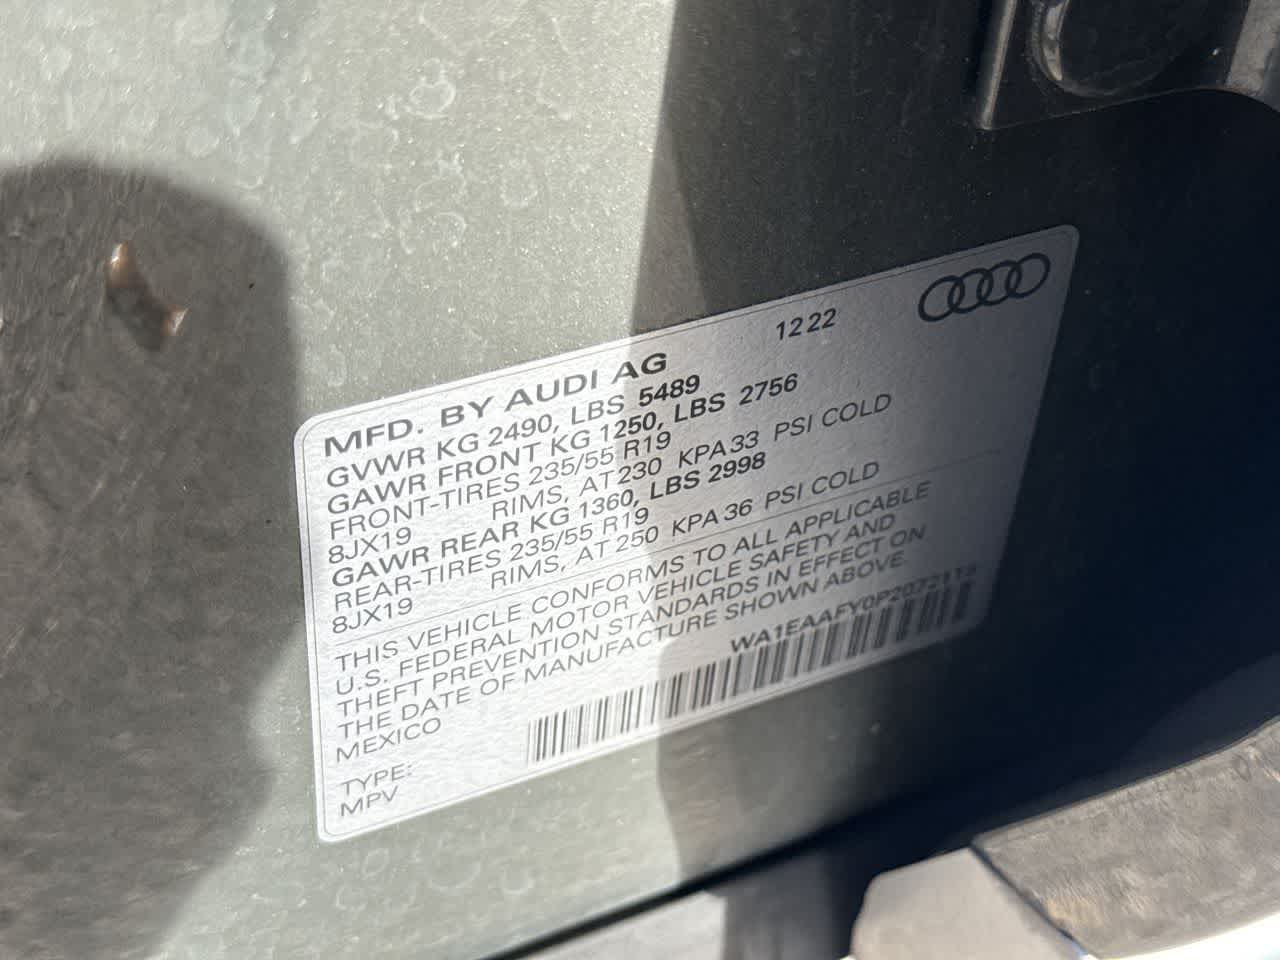 MFD. BY AUDI AG 1222
GVWR KG 2490, LBS 5489
GAWR FRONT KG 1250, LBS 2756
FRONT-TIRES 235/55 R19
8JX19 RIMS, AT 230 KPA 33 PSI COLD
GAWR REAR KG 1360, LBS 2998
REAR-TIRES 235/55 R19
8JX19 RIMS, AT 250 KPA 36 PSI COLD
THIS VEHICLE CONFORMS TO ALL APPLICABLE
U.S. FEDERAL MOTOR VEHICLE SAFETY AND
THEFT PREVENTION STANDARDS IN EFFECT ON
THE DATE OF MANUFACTURE SHOWN ABOVE.
MEXICO
TYPE:
MPV